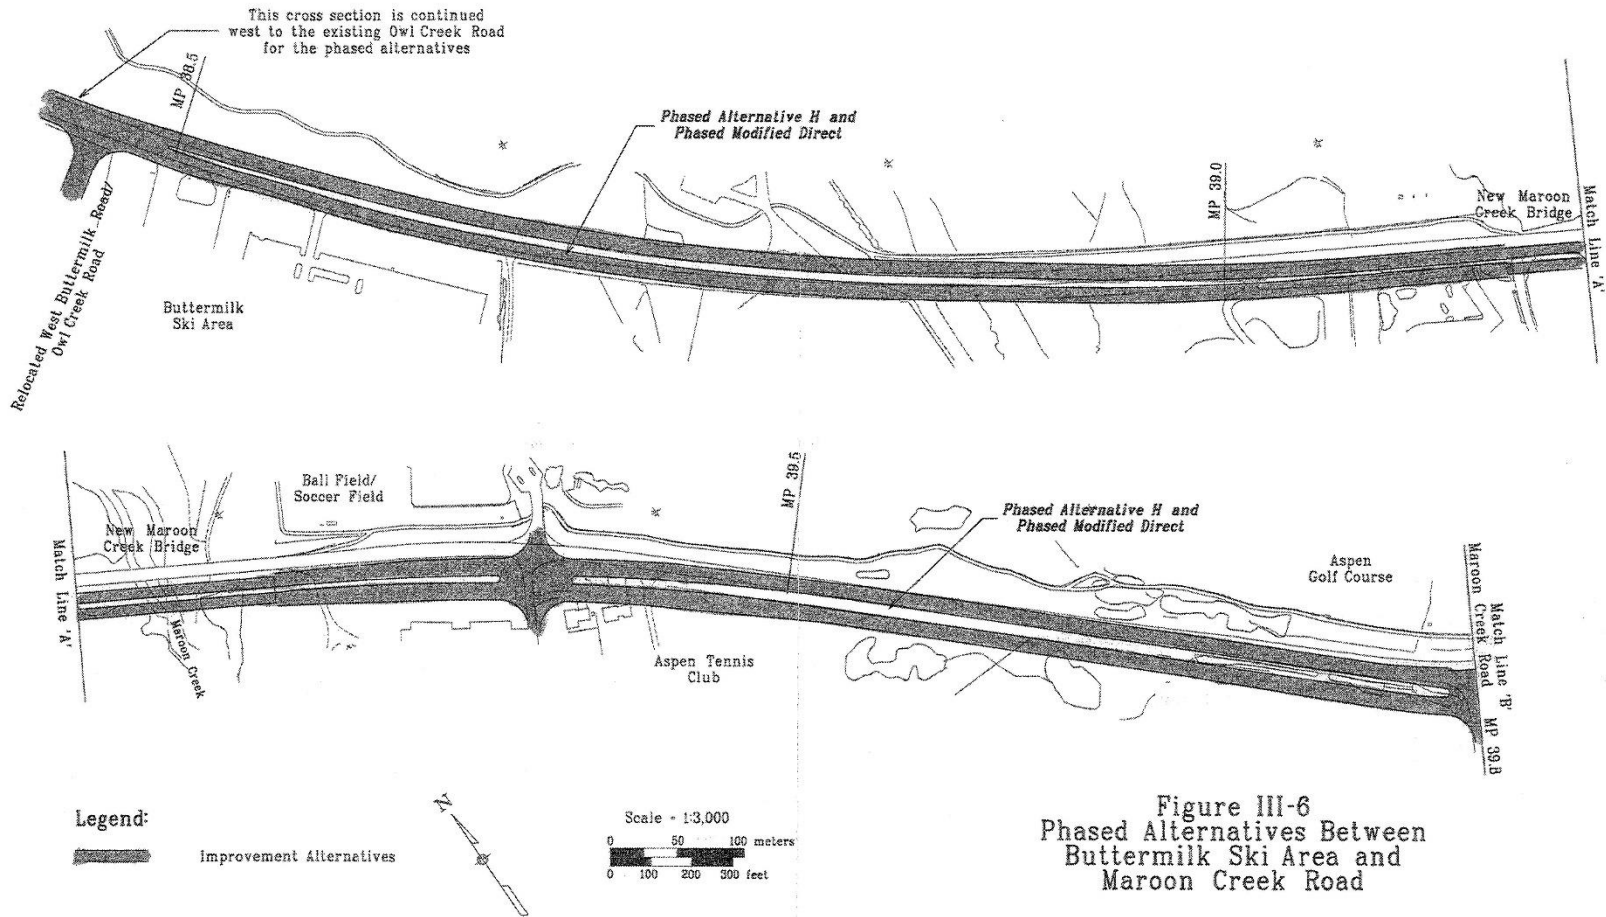 This cross section is continued
west to the existing Owl Creek Road
for the phased alternatives
MP 38.5
Phased Alternative H and
Phased Modified Direct
MP 39.0
New Maroon
Creek Bridge
Match Line 'A'
Relocated West Buttermilk Road/
Owl Creek Road
Buttermilk
Ski Area
Match Line 'A'
New Maroon
Creek Bridge
Maroon Creek
Ball Field/
Soccer Field
MP 39.5
Aspen Tennis
Club
Phased Alternative H and
Phased Modified Direct
Aspen
Golf Course
Maroon Creek Road
Match Line 'B'
MP 39.8
Legend:
Improvement Alternatives
N
Scale - 1:3,000
0 50 100 meters
0 100 200 300 feet
Figure III-6
Phased Alternatives Between
Buttermilk Ski Area and
Maroon Creek Road